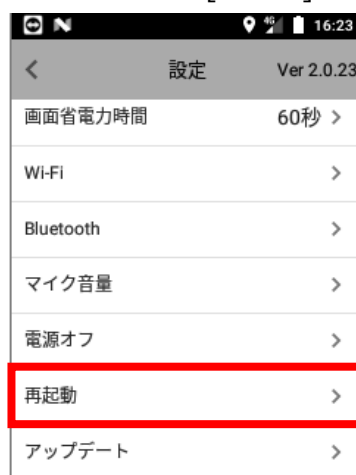 4G 16:23
設定 Ver 2.0.23
画面省電力時間 60秒
Wi-Fi
Bluetooth
マイク音量
電源オフ
再起動
アップデート